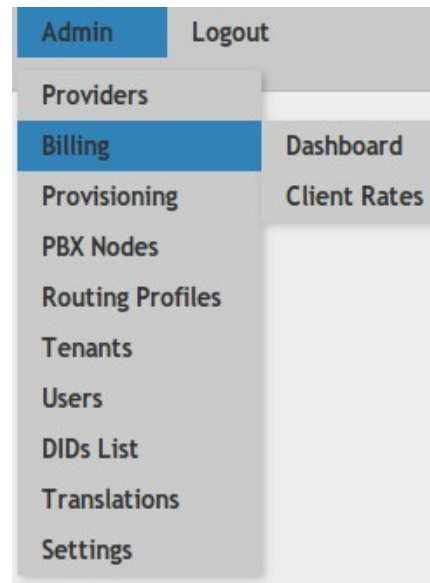 Admin Logout
Providers
Billing Dashboard
Provisioning Client Rates
PBX Nodes
Routing Profiles
Tenants
Users
DIDs List
Translations
Settings